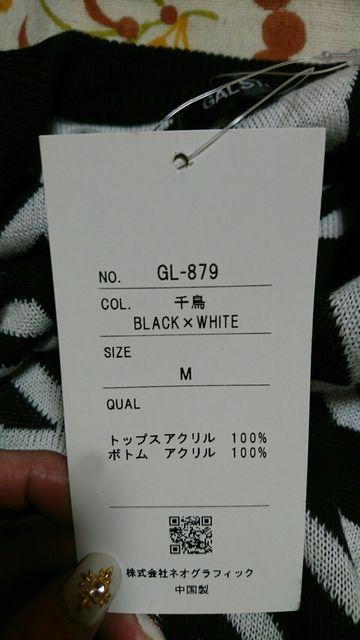 NO. GL-879
COL. 千鳥
BLACK×WHITE
SIZE
M
QUAL
トップス アクリル 100%
ボトム アクリル 100%
株式会社ネオグラフィック
中国製